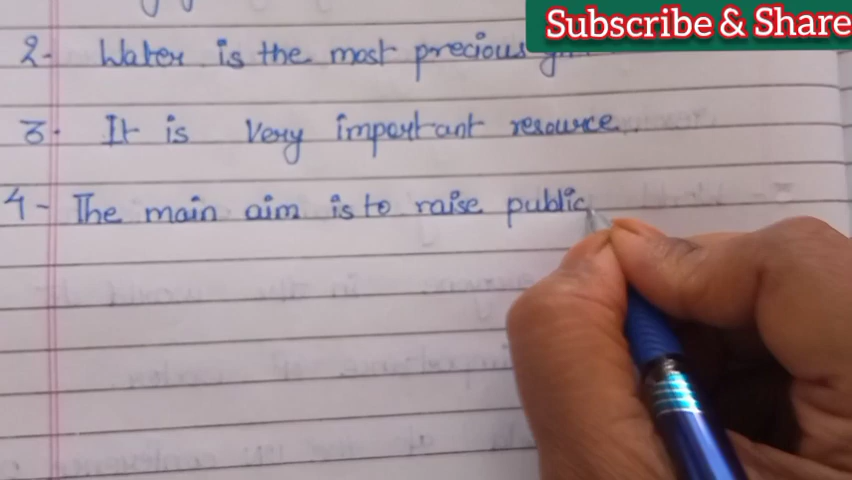 Subscribe & Share
2- Water is the most precious
3- It is very important resource.
4- The main aim is to raise public